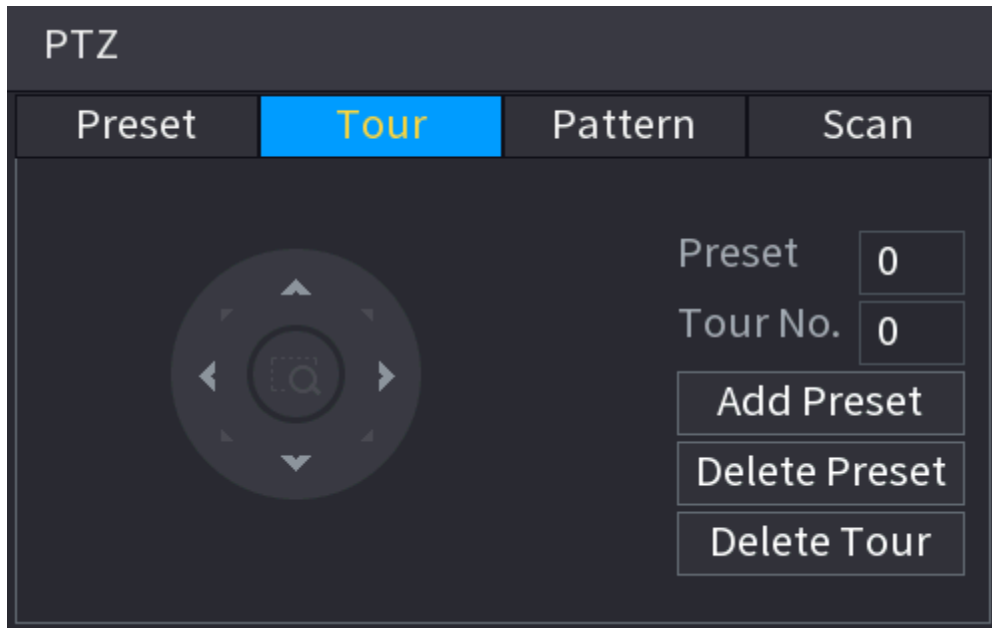 PTZ
Preset Tour Pattern Scan
Preset 0
Tour No. 0
Add Preset
Delete Preset
Delete Tour